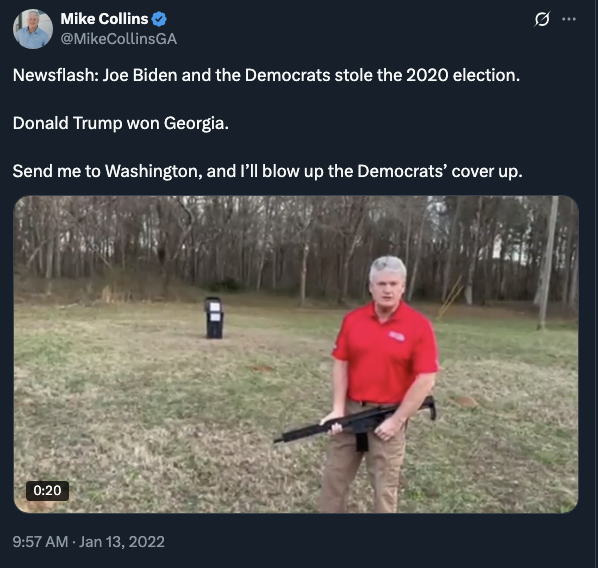 Mike Collins
@MikeCollinsGA
Newsflash: Joe Biden and the Democrats stole the 2020 election.
Donald Trump won Georgia.
Send me to Washington, and I’ll blow up the Democrats’ cover up.
0:20
9:57 AM · Jan 13, 2022